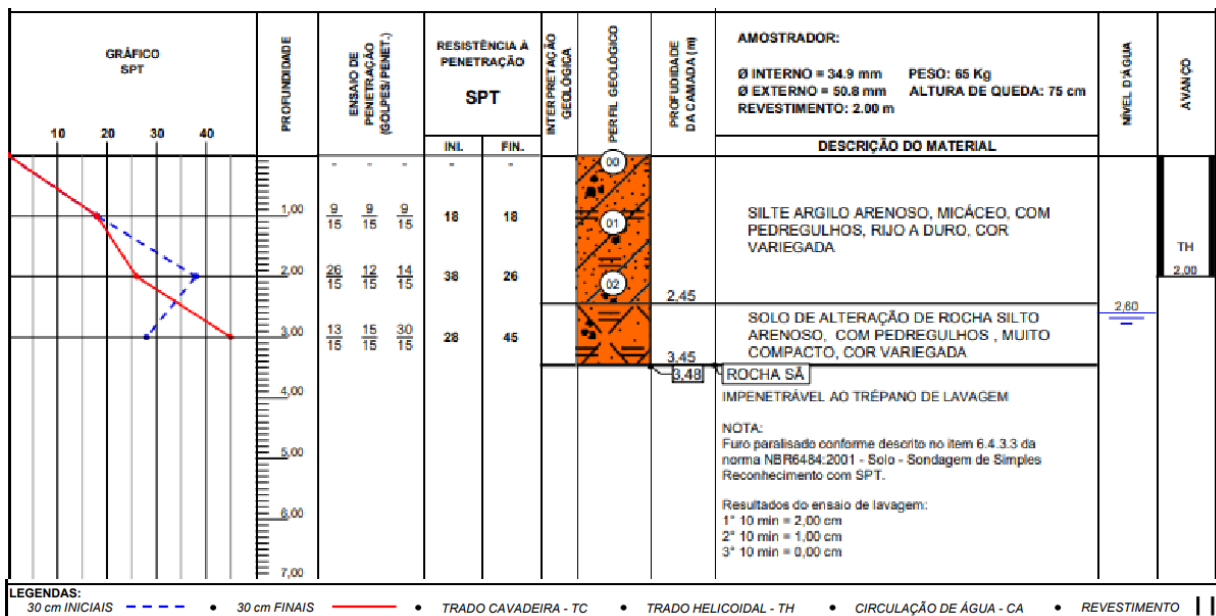 GRÁFICO
SPT
10 20 30 40
PROFUNDIDADE
ENSAIO DE
PENETRAÇÃO
(GOLPES/PENET.)
RESISTÊNCIA À
PENETRAÇÃO
SPT
INI. FIN.
INTERPRETAÇÃO
GEOLÓGICA
PERFIL GEOLÓGICO
PROFUDIDADE
DA CAMADA (m)
AMOSTRADOR:
Ø INTERNO = 34.9 mm PESO: 65 Kg
Ø EXTERNO = 50.8 mm ALTURA DE QUEDA: 75 cm
REVESTIMENTO: 2.00 m
DESCRIÇÃO DO MATERIAL
NÍVEL D'ÁGUA
AVANÇO
- - - - -
00
1,00 9/15 9/15 9/15 18 18
01
SILTE ARGILO ARENOSO, MICÁCEO, COM
PEDREGULHOS, RIJO A DURO, COR
VARIEGADA
TH
2,00
2,00 26/15 12/15 14/15 38 26
02
2,45
2,60
3,00 13/15 15/15 30/15 28 45
SOLO DE ALTERAÇÃO DE ROCHA SILTO
ARENOSO, COM PEDREGULHOS , MUITO
COMPACTO, COR VARIEGADA
3,45
3,48 ROCHA SÃ
4,00
IMPENETRÁVEL AO TRÉPANO DE LAVAGEM
NOTA:
Furo paralisado conforme descrito no item 6.4.3.3 da
norma NBR6484:2001 - Solo - Sondagem de Simples
Reconhecimento com SPT.
5,00
Resultados do ensaio de lavagem:
1° 10 min = 2,00 cm
2° 10 min = 1,00 cm
3° 10 min = 0,00 cm
6,00
7,00
LEGENDAS:
30 cm INICIAIS • 30 cm FINAIS • TRADO CAVADEIRA - TC • TRADO HELICOIDAL - TH • CIRCULAÇÃO DE ÁGUA - CA • REVESTIMENTO